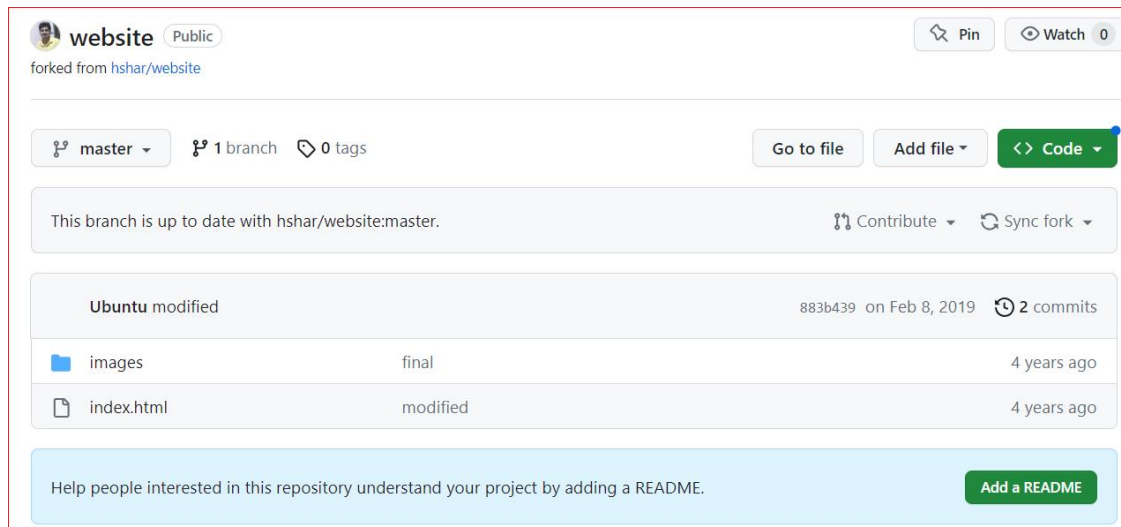 website Public Pin Watch 0
forked from hshar/website
master 1 branch 0 tags Go to file Add file <> Code
This branch is up to date with hshar/website:master. Contribute Sync fork
Ubuntu modified 883b439 on Feb 8, 2019 2 commits
images final 4 years ago
index.html modified 4 years ago
Help people interested in this repository understand your project by adding a README. Add a README